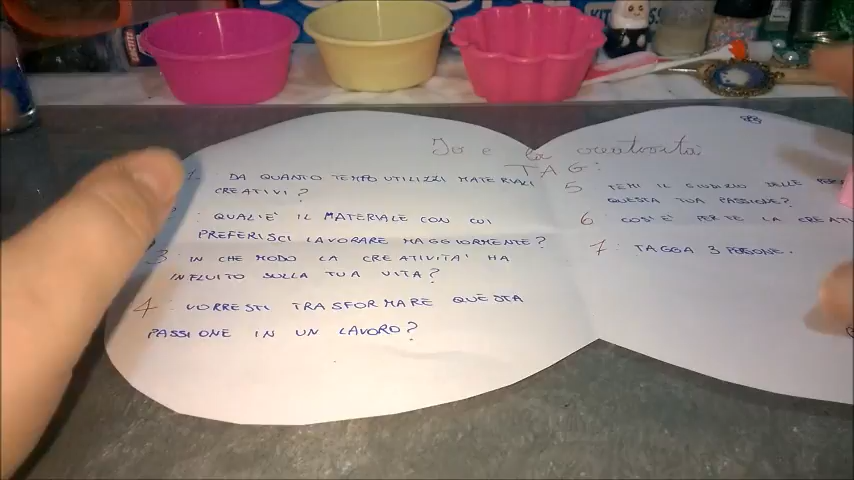 Io e la creatività
TAG:
1 DA QUANTO TEMPO UTILIZZI MATERIALI
CREATIVI?
2 QUAL'È IL MATERIALE CON CUI
PREFERISCI LAVORARE MAGGIORMENTE?
3 IN CHE MODO LA CREATIVITA' HA
INFLUITO SULLA TUA VITA?
4 VORRESTI TRASFORMARE QUESTA
PASSIONE IN UN LAVORO?
5 TEMI IL GIUDIZIO DELLE
QUESTA TUA PASSIONE?
6 COS'E' PER TE LA
7 TAGGA 3 PERSONE.